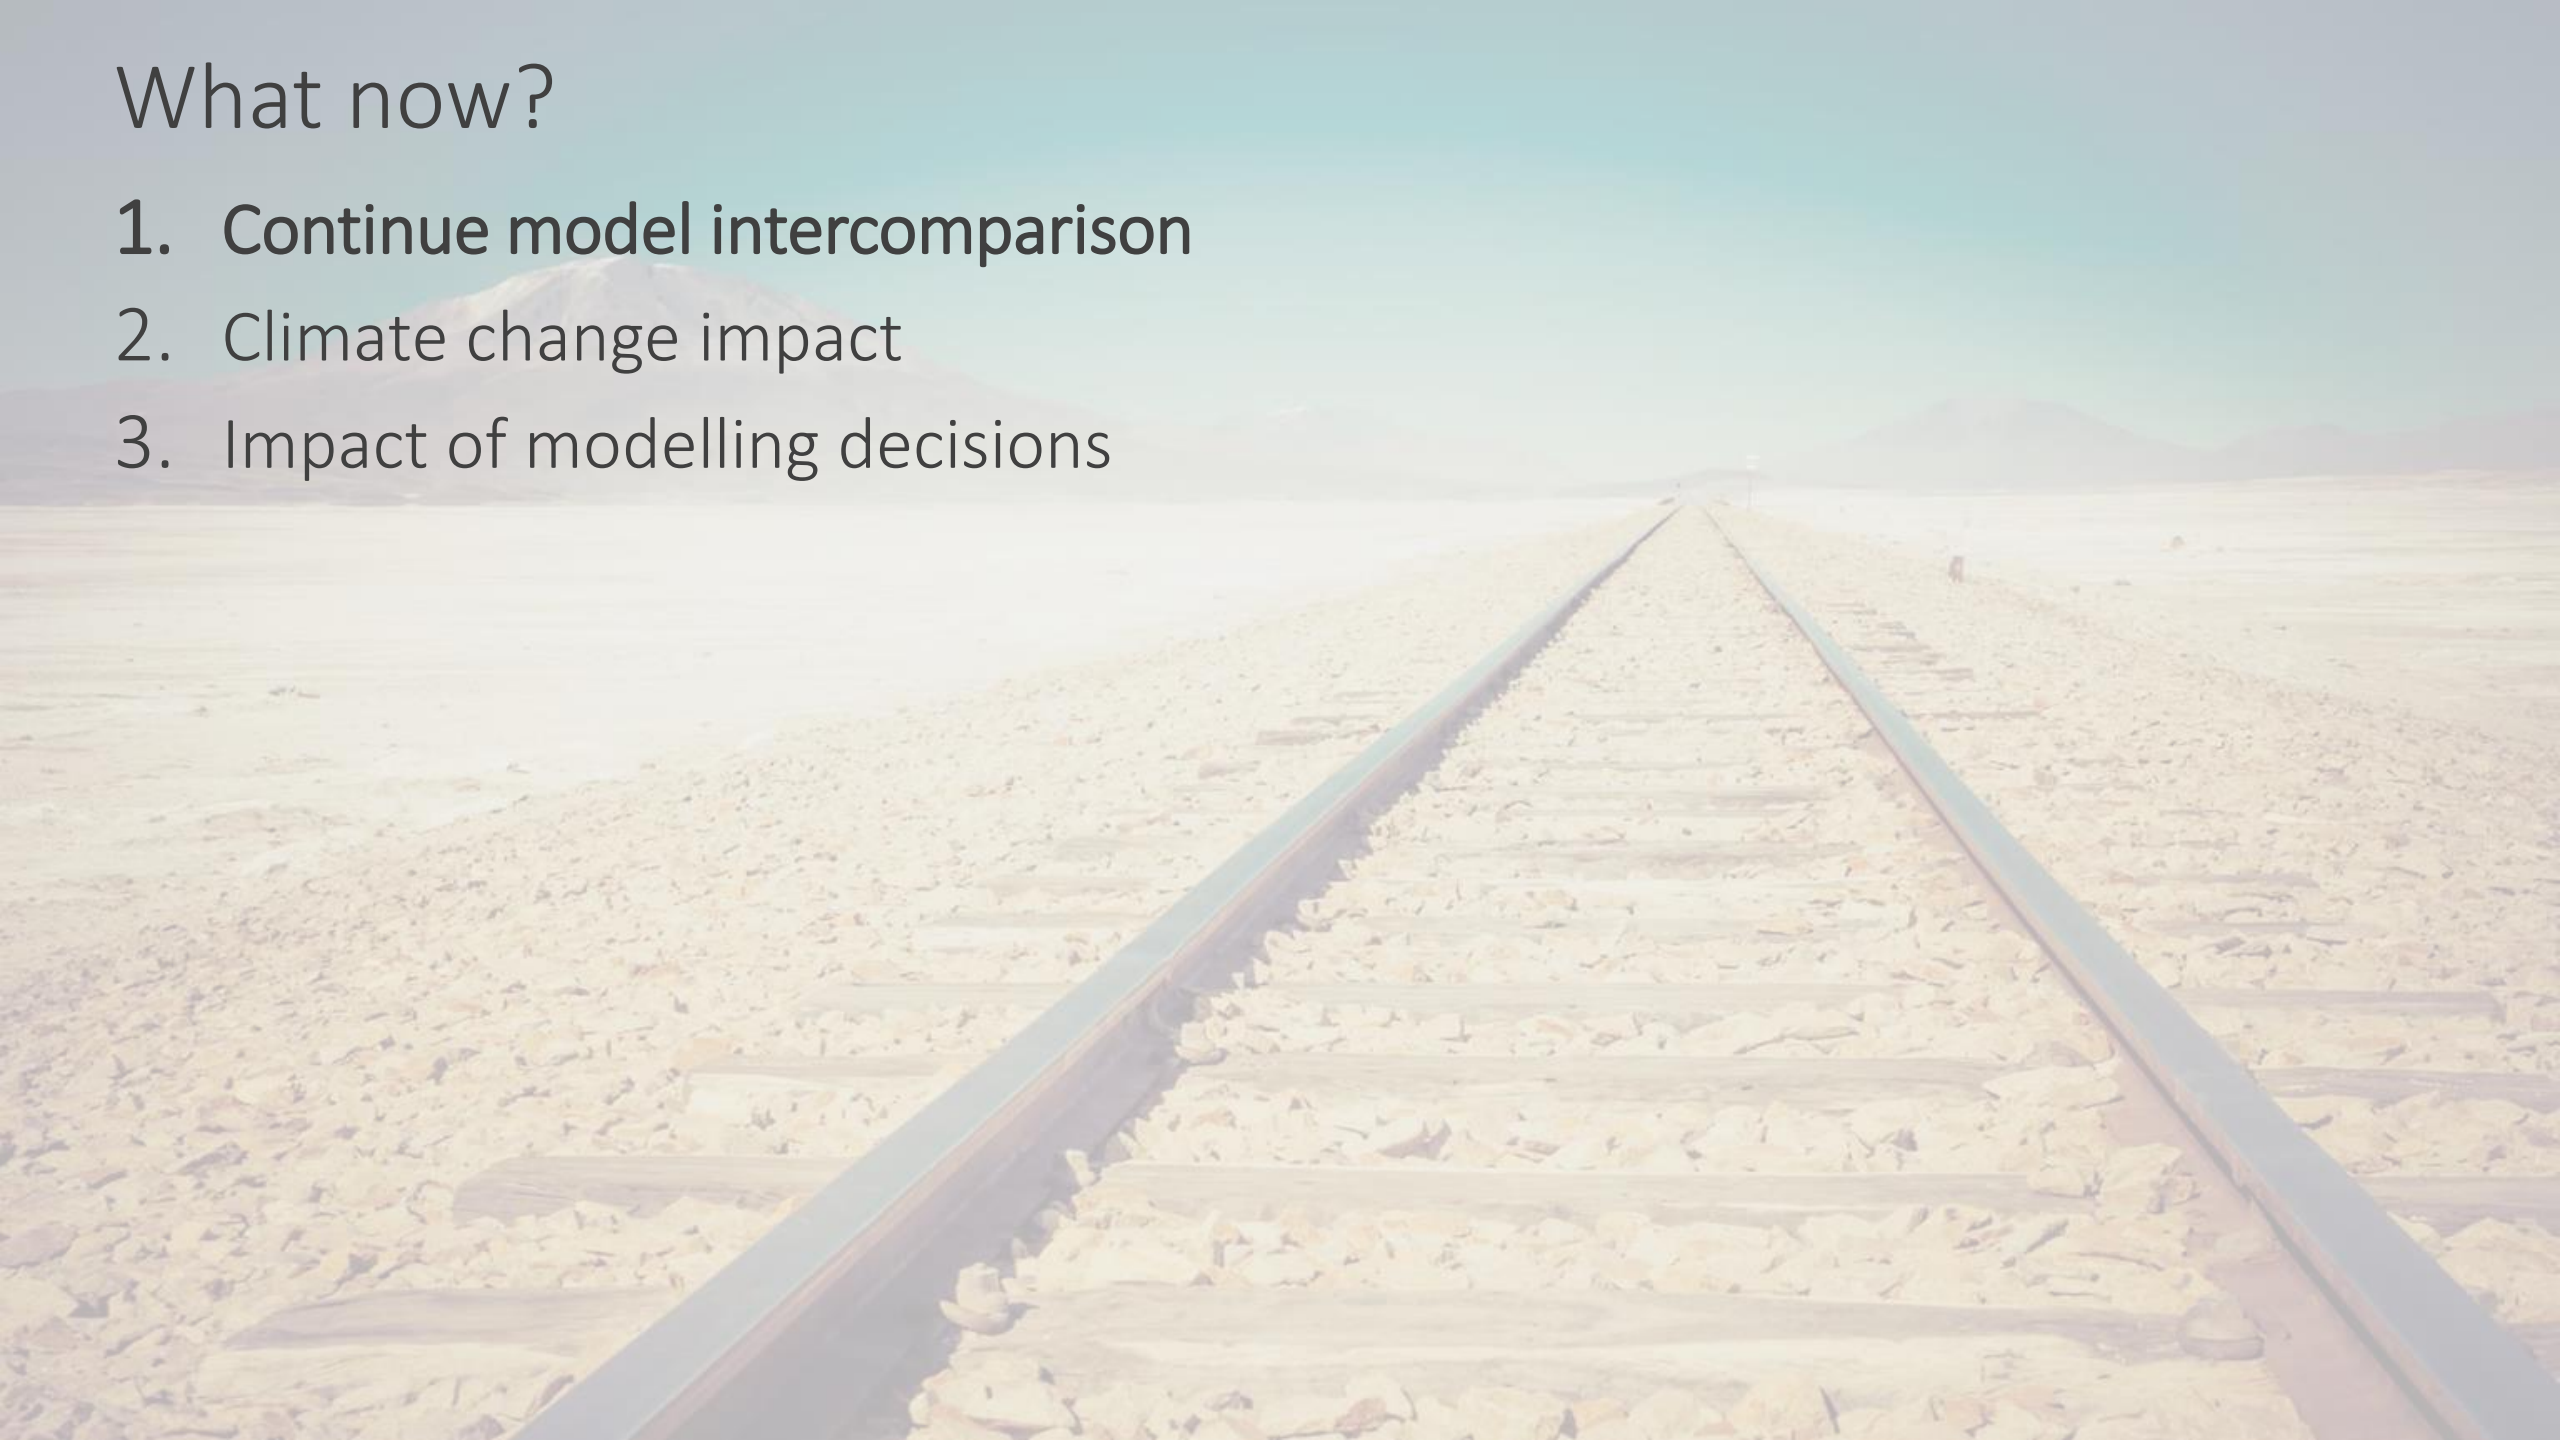 What now?
1. Continue model intercomparison
2. Climate change impact
3. Impact of modelling decisions